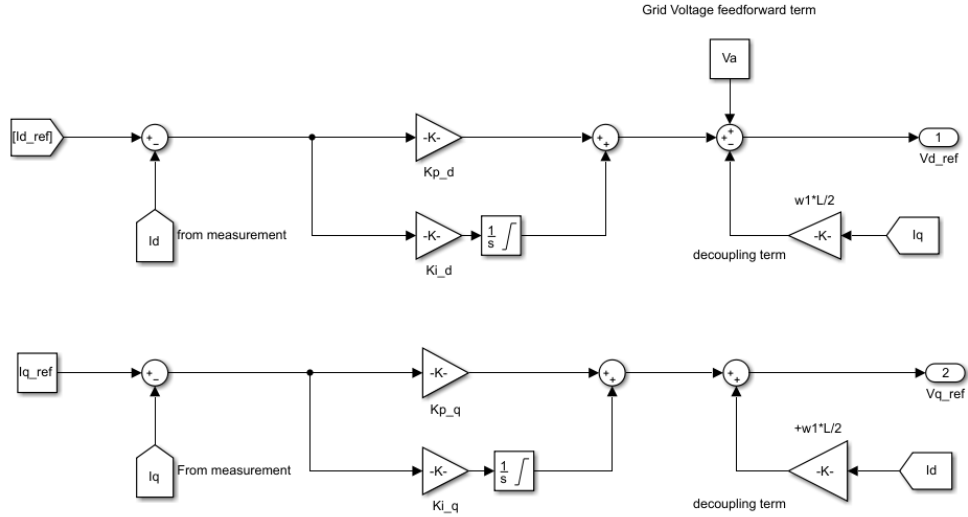 Grid Voltage feedforward term
Va
[Id_ref]
+
−
-K-
Kp_d
+
+
+
+
−
1
Vd_ref
Id
from measurement
-K-
Ki_d
1
s
w1*L/2
-K-
Iq
decoupling term
Iq_ref
+
−
-K-
Kp_q
+
+
+
+
2
Vq_ref
Iq
From measurement
-K-
Ki_q
1
s
+w1*L/2
-K-
Id
decoupling term